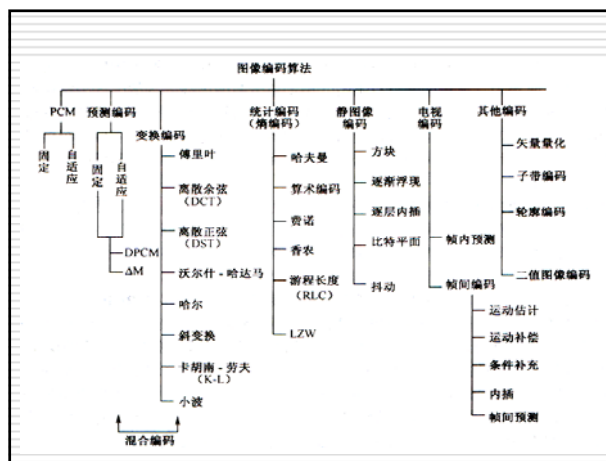 图像编码算法
PCM
固定
自适应
预测编码
固定
自适应
DPCM
ΔM
变换编码
傅里叶
离散余弦
（DCT）
离散正弦
（DST）
沃尔什-哈达马
哈尔
斜变换
卡胡南-劳夫
（K-L）
小波
混合编码
统计编码
（熵编码）
哈夫曼
算术编码
费诺
香农
游程长度
（RLC）
LZW
静图像
编码
方块
逐渐浮现
逐层内插
比特平面
抖动
电视
编码
帧内预测
帧间编码
运动估计
运动补偿
条件补充
内插
帧间预测
其他编码
矢量量化
子带编码
轮廓编码
二值图像编码